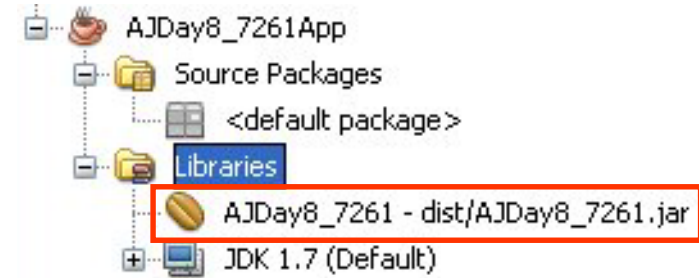 AJDay8_7261App
Source Packages
<default package>
Libraries
AJDay8_7261 - dist/AJDay8_7261.jar
JDK 1.7 (Default)